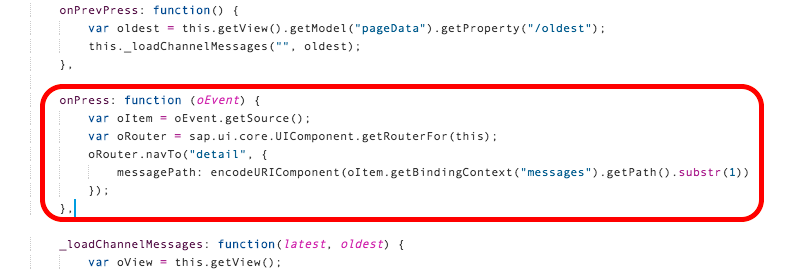 onPrevPress: function() {
var oldest = this.getView().getModel("pageData").getProperty("/oldest");
this._loadChannelMessages("", oldest);
},
onPress: function (oEvent) {
var oItem = oEvent.getSource();
var oRouter = sap.ui.core.UIComponent.getRouterFor(this);
oRouter.navTo("detail", {
messagePath: encodeURIComponent(oItem.getBindingContext("messages").getPath().substr(1))
});
},
_loadChannelMessages: function(latest, oldest) {
var oView = this.getView();